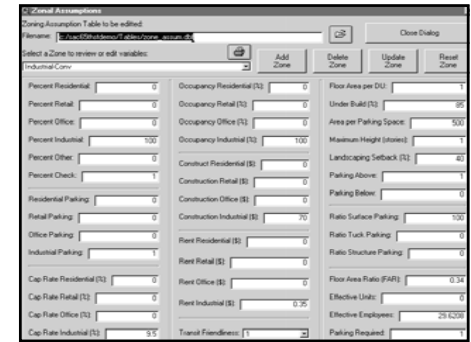 Zonal Assumptions
Zoning Assumption Table to be edited:
Filename: c:/sac65hotdemo/Tables/zone_assum.dbf
Close Dialog
Select a Zone to review or edit variables:
Industrial-Conv
Add Zone
Delete Zone
Update Zone
Reset Zone
Percent Residential: 0
Percent Retail: 0
Percent Office: 0
Percent Industrial: 100
Percent Other: 0
Percent Check: 1
Residential Parking: 0
Retail Parking: 0
Office Parking: 0
Industrial Parking: 1
Cap Rate Residential (%): 0
Cap Rate Retail (%): 0
Cap Rate Office (%): 0
Cap Rate Industrial (%): 9.5
Occupancy Residential (%): 0
Occupancy Retail (%): 0
Occupancy Office (%): 0
Occupancy Industrial (%): 100
Construct Residential ($): 0
Construction Retail ($): 0
Construction Office ($): 0
Construction Industrial ($): 70
Rent Residential ($): 0
Rent Retail ($): 0
Rent Office ($): 0
Rent Industrial ($): 0.35
Transit Friendliness: 1
Floor Area per DU: 1
Under Build (%): 85
Area per Parking Space: 500
Maximum Height (stories): 1
Landscaping Setback (%): 40
Parking Above: 1
Parking Below: 0
Ratio Surface Parking: 100
Ratio Tuck Parking: 0
Ratio Structure Parking: 0
Floor Area Ratio (FAR): 0.34
Effective Units: 0
Effective Employees: 29.6208
Parking Required: 1